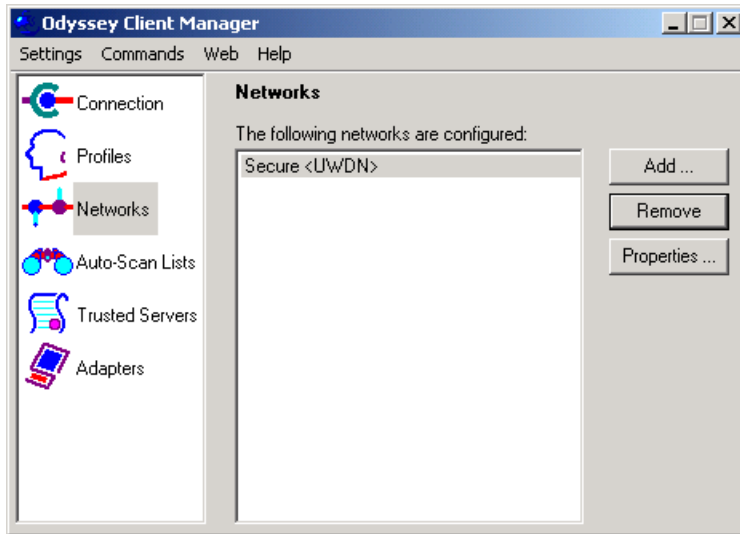 Odyssey Client Manager
Settings Commands Web Help
Connection
Profiles
Networks
Auto-Scan Lists
Trusted Servers
Adapters
Networks
The following networks are configured:
Secure <UWDN>
Add ...
Remove
Properties ...